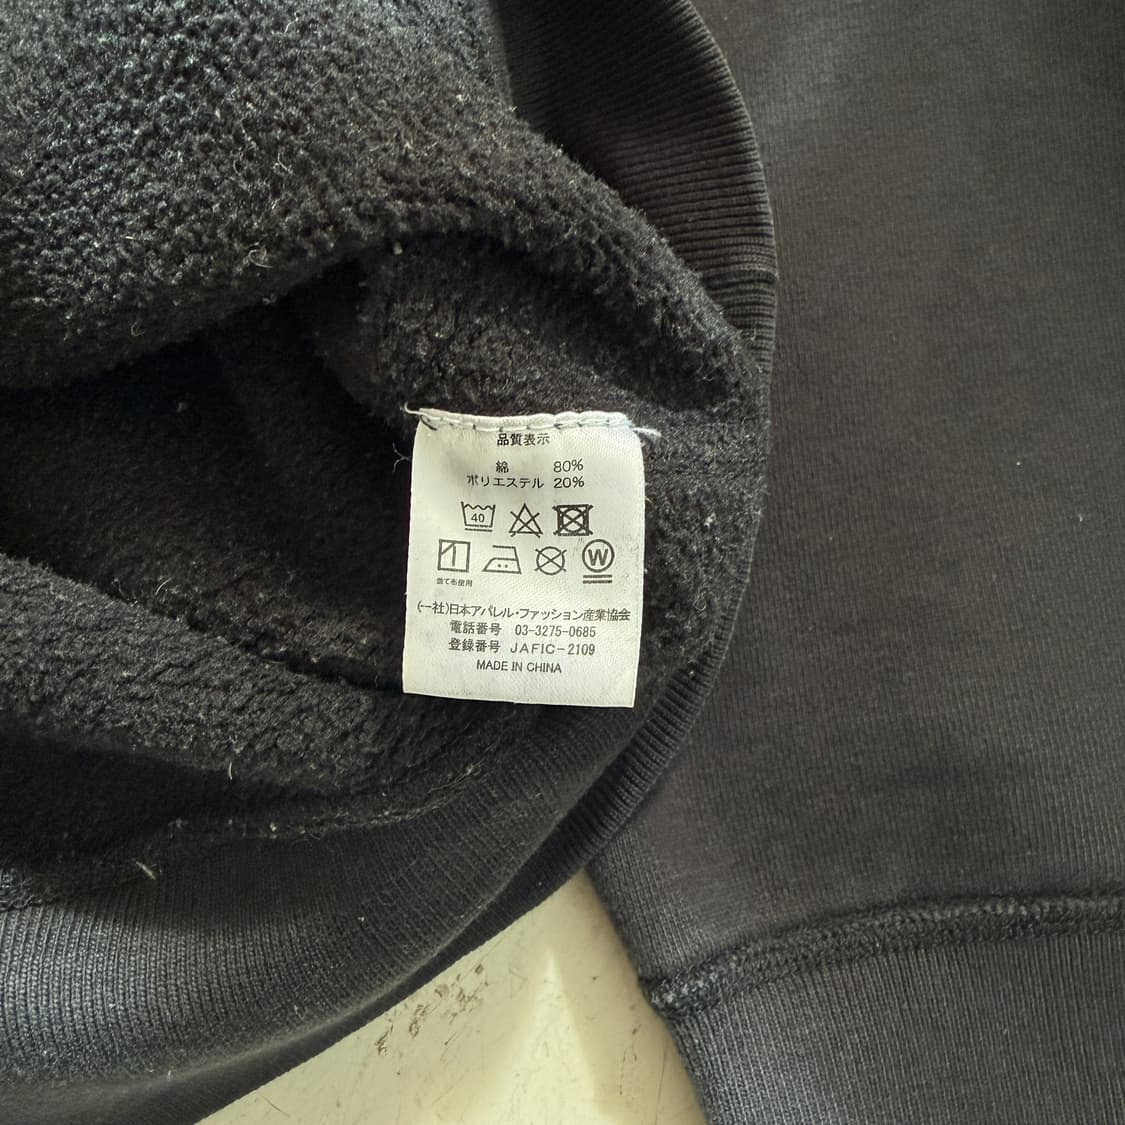 品質表示
綿 80%
ポリエステル 20%
40
W
当て布使用
(一社)日本アパレル・ファッション産業協会
電話番号 03-3275-0685
登録番号 JAFIC-2109
MADE IN CHINA